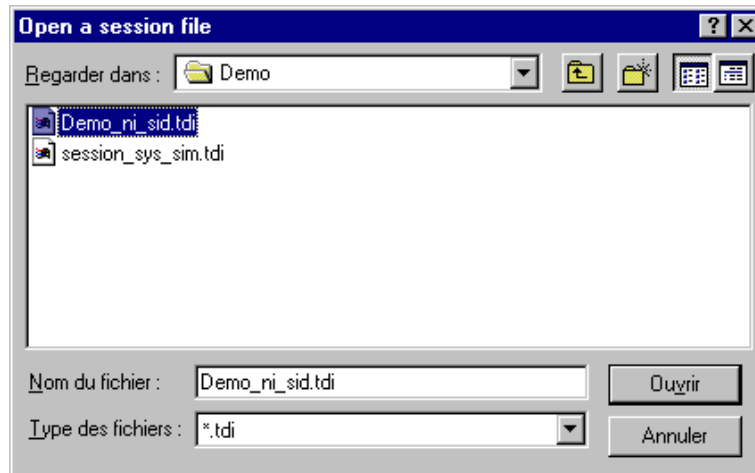 Open a session file
Regarder dans : Demo
Demo_ni_sid.tdi
session_sys_sim.tdi
Nom du fichier : Demo_ni_sid.tdi Ouvrir
Type des fichiers : *.tdi Annuler